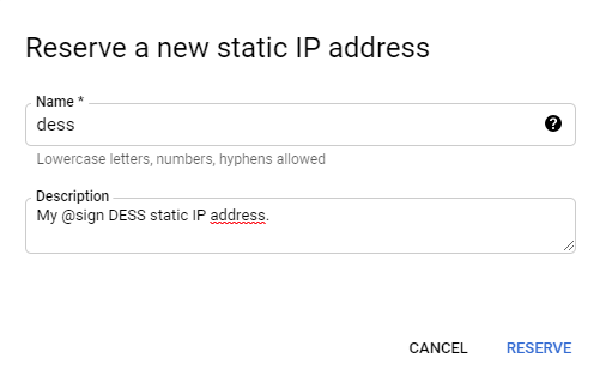 Reserve a new static IP address
Name *
dess
?
Lowercase letters, numbers, hyphens allowed
Description
My @sign DESS static IP address.
CANCEL RESERVE